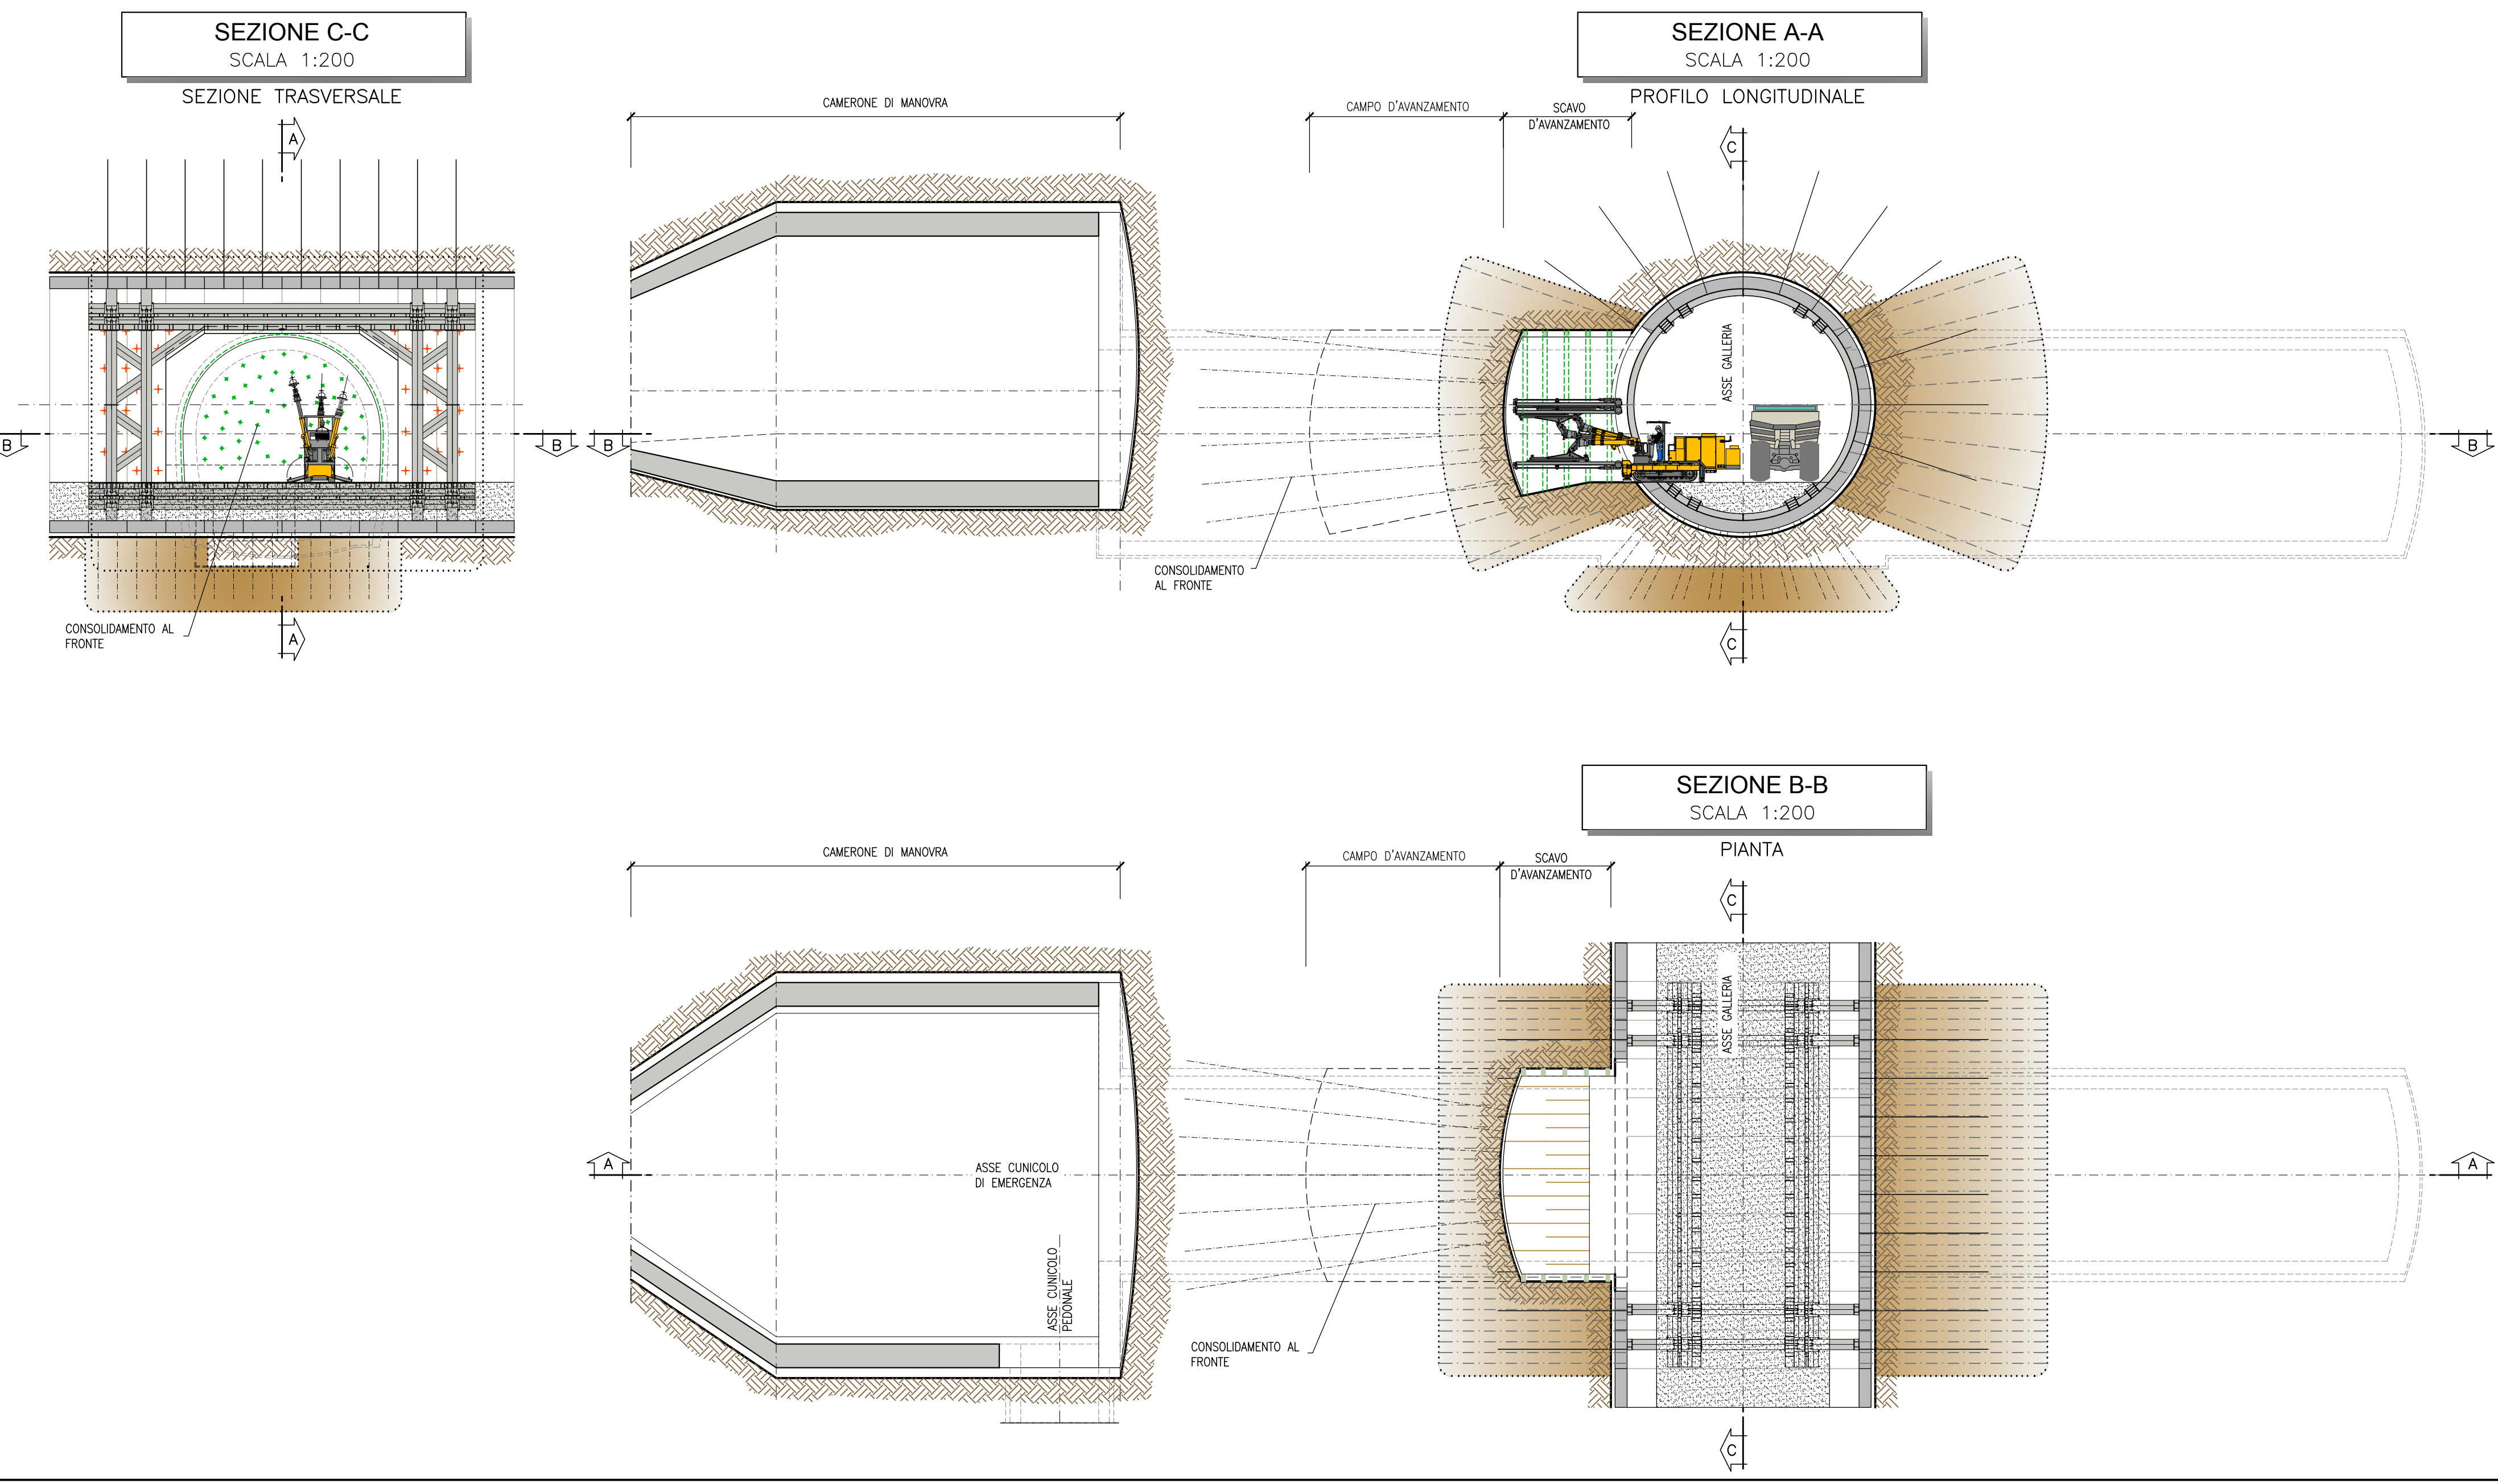 SEZIONE C-C
SCALA 1:200
SEZIONE TRASVERSALE
A
B
B
CONSOLIDAMENTO AL
FRONTE
A
SEZIONE A-A
SCALA 1:200
PROFILO LONGITUDINALE
CAMERONE DI MANOVRA
CAMPO D'AVANZAMENTO
SCAVO
D'AVANZAMENTO
C
ASSE GALLERIA
B
B
CONSOLIDAMENTO
AL FRONTE
C
SEZIONE B-B
SCALA 1:200
PIANTA
CAMERONE DI MANOVRA
CAMPO D'AVANZAMENTO
SCAVO
D'AVANZAMENTO
C
ASSE GALLERIA
A
ASSE CUNICOLO
DI EMERGENZA
A
ASSE CUNICOLO
PEDONALE
CONSOLIDAMENTO AL
FRONTE
C